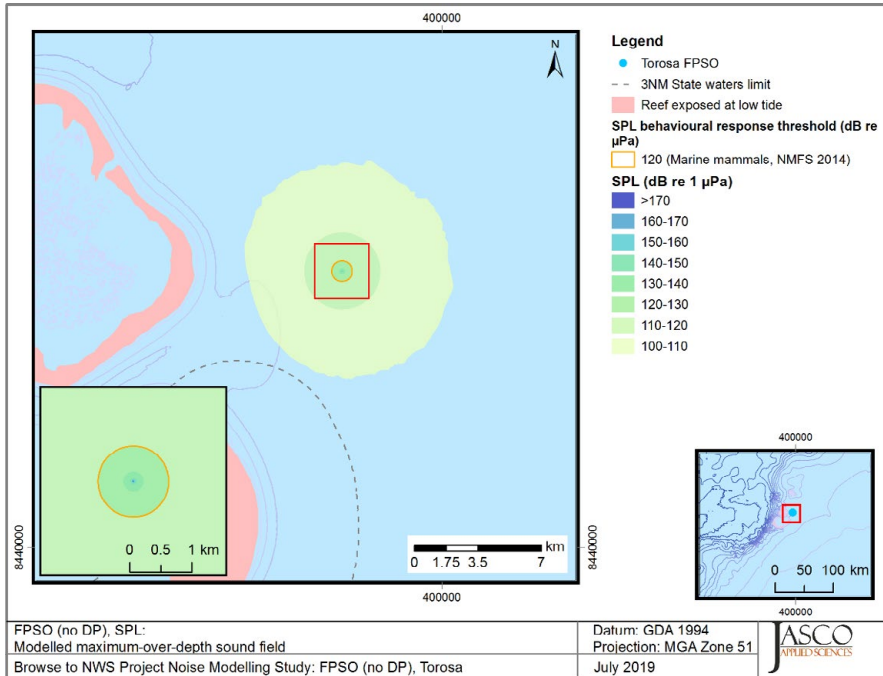 400000
N
8440000
8440000
0 0.5 1 km
km
0 1.75 3.5 7
400000
Legend
Torosa FPSO
3NM State waters limit
Reef exposed at low tide
SPL behavioural response threshold (dB re
µPa)
120 (Marine mammals, NMFS 2014)
SPL (dB re 1 µPa)
>170
160-170
150-160
140-150
130-140
120-130
110-120
100-110
400000
0 50 100 km
400000
FPSO (no DP), SPL:
Modelled maximum-over-depth sound field
Browse to NWS Project Noise Modelling Study: FPSO (no DP), Torosa
Datum: GDA 1994
Projection: MGA Zone 51
July 2019
JASCO
APPLIED SCIENCES